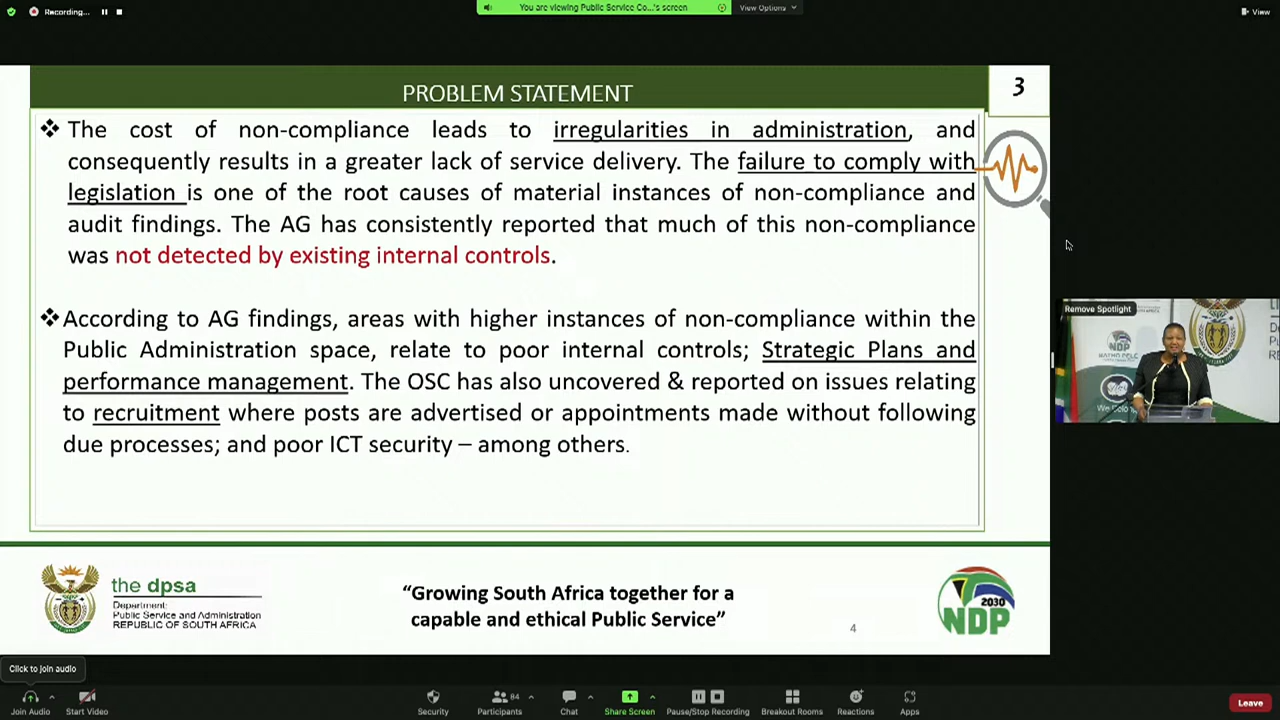 Recording...
You are viewing Public Service Co...'s screen
View Options
View
PROBLEM STATEMENT
3
❖ The cost of non-compliance leads to irregularities in administration, and
consequently results in a greater lack of service delivery. The failure to comply with
legislation is one of the root causes of material instances of non-compliance and
audit findings. The AG has consistently reported that much of this non-compliance
was not detected by existing internal controls.
❖According to AG findings, areas with higher instances of non-compliance within the
Public Administration space, relate to poor internal controls; Strategic Plans and
performance management. The OSC has also uncovered & reported on issues relating
to recruitment where posts are advertised or appointments made without following
due processes; and poor ICT security – among others.
Remove Spotlight
NDP
We Belong
the dpsa
Department:
Public Service and Administration
REPUBLIC OF SOUTH AFRICA
“Growing South Africa together for a
capable and ethical Public Service”
4
2030
NDP
Click to join audio
Join Audio
Start Video
Security
Participants
84
Chat
Share Screen
Pause/Stop Recording
Breakout Rooms
Reactions
Apps
Leave